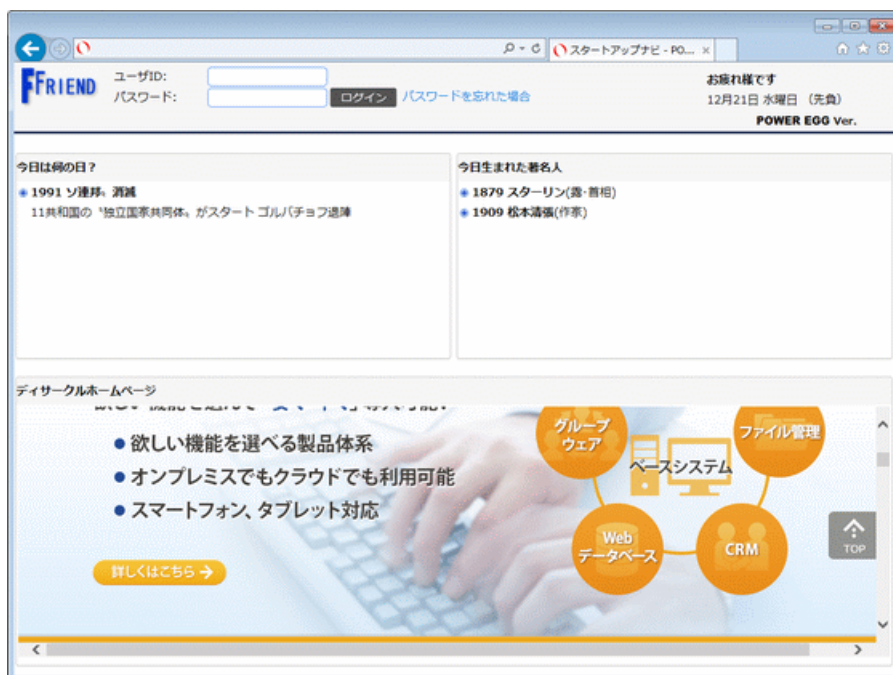 スタートアップナビ - PO...
FFRIEND
ユーザID:
パスワード:
ログイン
パスワードを忘れた場合
お疲れ様です
12月21日 水曜日 （先負）
POWER EGG Ver.
今日は何の日？
1991 ソ連邦、消滅
11共和国の〝独立国家共同体〟がスタート ゴルバチョフ退陣
今日生まれた著名人
1879 スターリン(露・首相)
1909 松本清張(作家)
ディサークルホームページ
欲しい機能を選べる製品体系
オンプレミスでもクラウドでも利用可能
スマートフォン、タブレット対応
詳しくはこちら
グループ
ウェア
ファイル管理
ベースシステム
Web
データベース
CRM
TOP